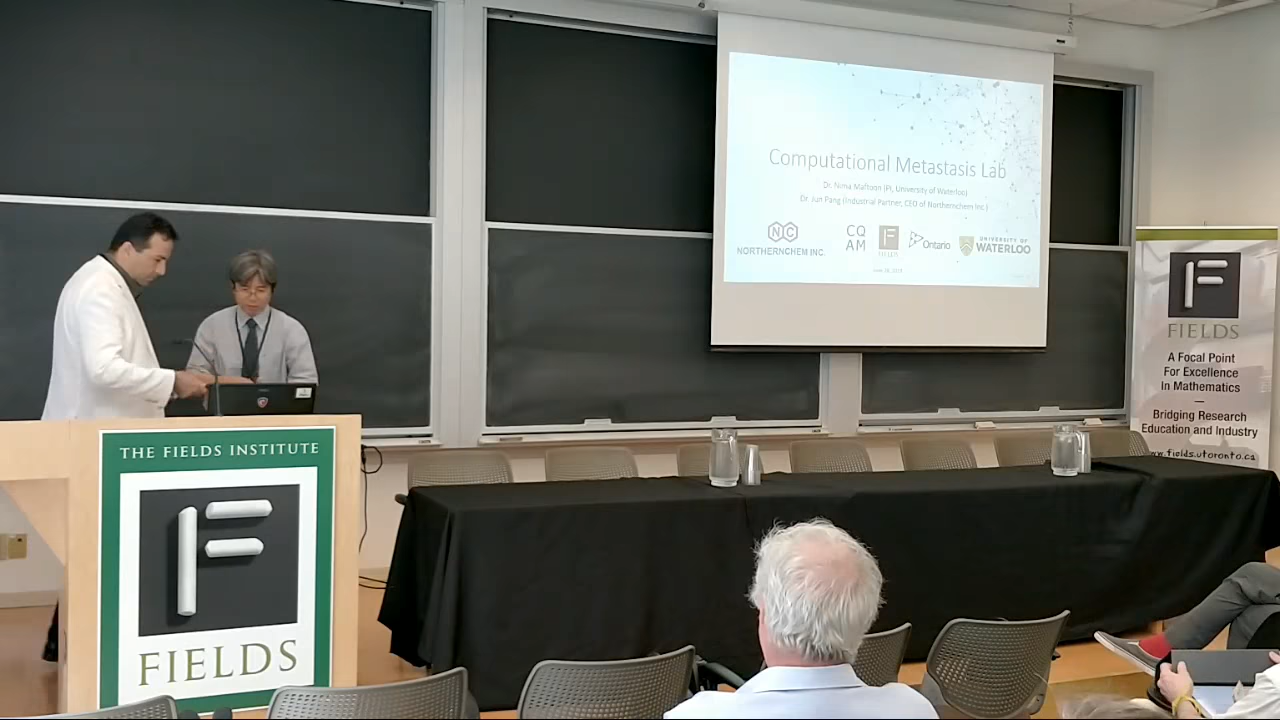 Computational Metastasis Lab
Dr. Nima Maftoon (PI, University of Waterloo)
Dr. Jun Pang (Industrial Partner, CEO of Northernchem Inc.)
NC
NORTHERNCHEM INC.
CQ
AM
F
FIELDS
Ontario
UNIVERSITY OF
WATERLOO
F
FIELDS
A Focal Point
For Excellence
In Mathematics
Bridging Research
Education and Industry
www.fields.utoronto.ca
THE FIELDS INSTITUTE
F
FIELDS